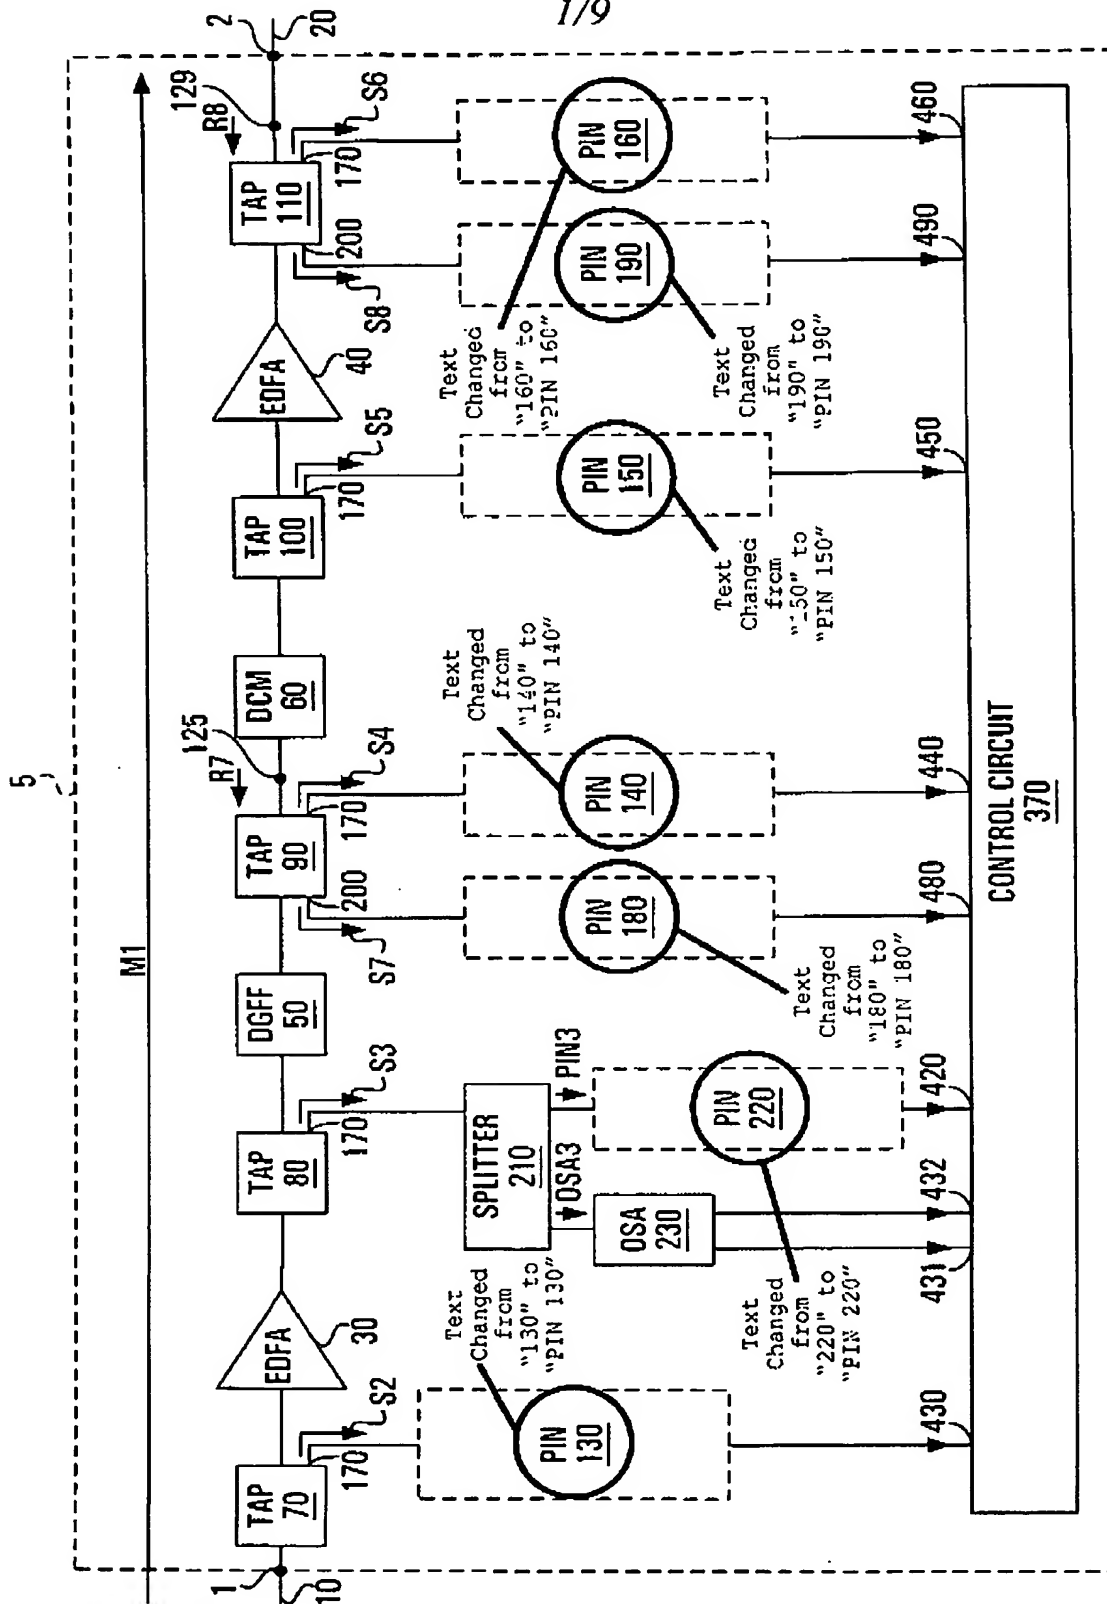 1/9
5
M1
1
10
TAP
70
170
S2
EDFA
30
TAP
80
170
S3
DGFF
50
TAP
90
200
S7
170
S4
R7
125
DCM
60
TAP
100
170
S5
EDFA
40
TAP
110
200
S8
170
S6
R8
129
2
20
PIN
130
Text
Changed
from
"130" to
"PIN 130"
SPLITTER
210
OSA3
PIN3
OSA
230
PIN
220
Text
Changed
from
"220" to
"PIN 220"
PIN
180
Text
Changed
from
"180" to
"PIN 180"
PIN
140
Text
Changed
from
"140" to
"PIN 140"
PIN
150
Text
Changed
from
"150" to
"PIN 150"
PIN
190
Text
Changed
from
"190" to
"PIN 190"
PIN
160
Text
Changed
from
"160" to
"PIN 160"
430
431
432
420
480
440
450
490
460
CONTROL CIRCUIT
370